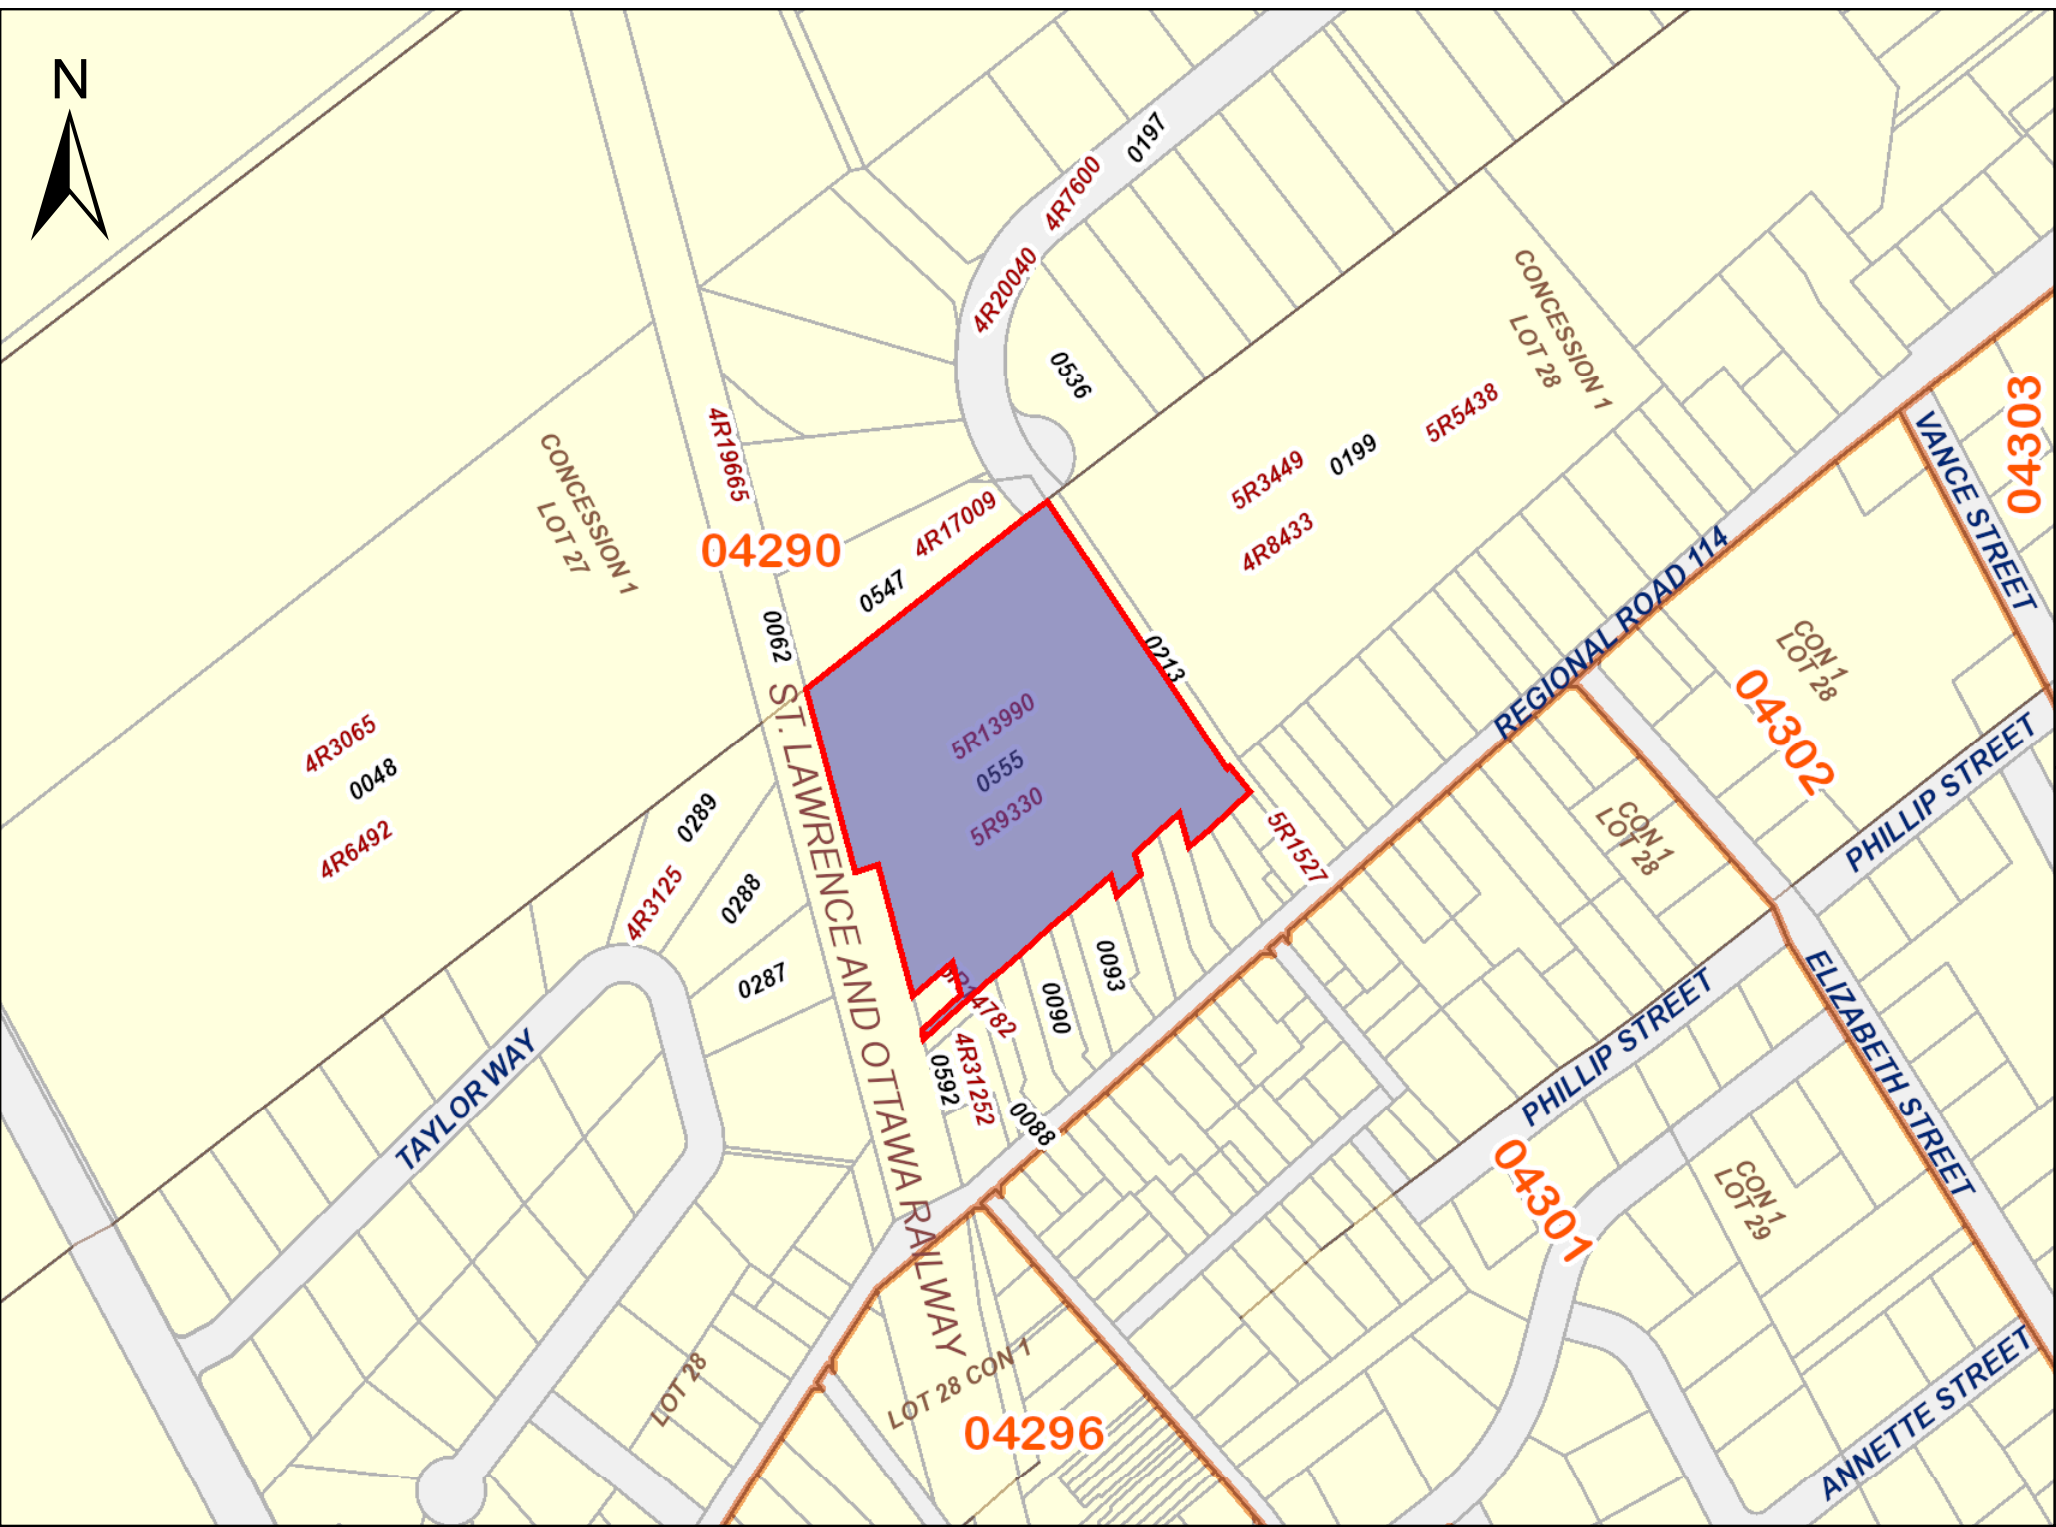 N
0197
4R7600
4R20040
0536
CONCESSION 1
LOT 28
04303
5R5438
0199
5R3449
4R8433
VANCE STREET
4R19665
CONCESSION 1
LOT 27
04290
4R17009
0547
0062
0213
REGIONAL ROAD 114
CON 1
LOT 28
04302
PHILLIP STREET
4R3065
0048
4R6492
5R13990
0555
5R9330
ST. LAWRENCE AND OTTAWA RAILWAY
0289
4R3125
0288
0287
5R1527
CON 1
LOT 28
0093
0090
5R14782
4R31252
0592
0088
TAYLOR WAY
PHILLIP STREET
ELIZABETH STREET
04301
CON 1
LOT 29
LOT 28
LOT 28 CON 1
04296
ANNETTE STREET